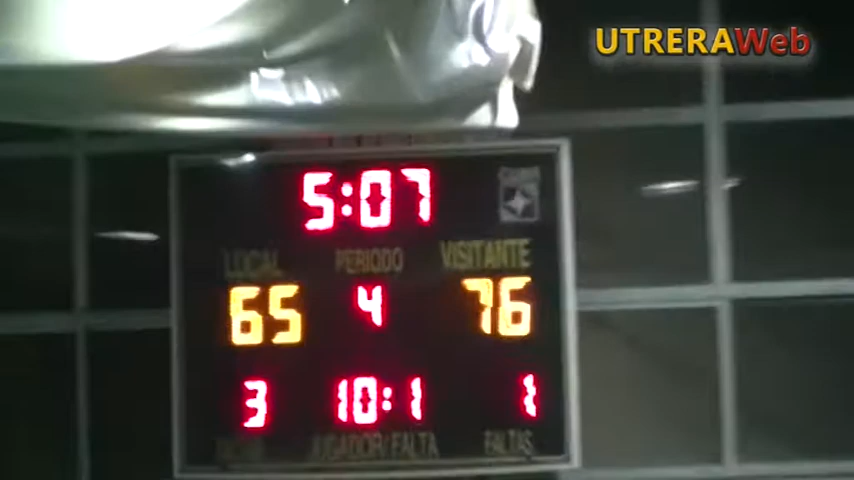 UTRERAWeb
5:07
LOCAL PERIODO VISITANTE
65 4 76
3 10:1 1
JUGADOR/FALTA FALTAS